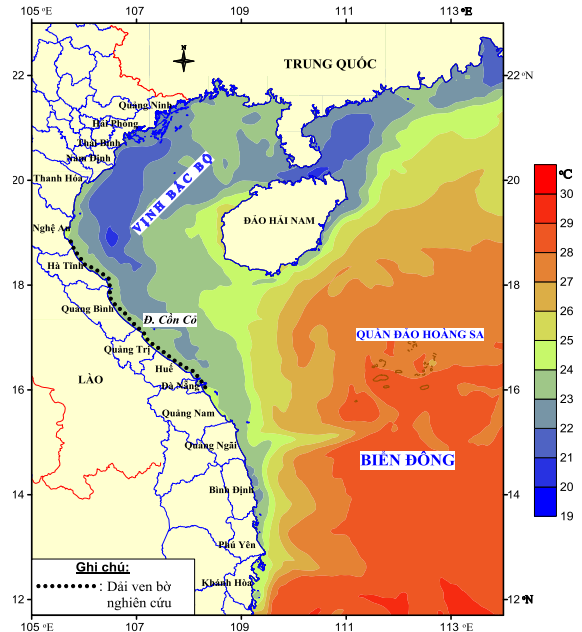 105 107 109 111 113 °E
N
22 22 °N
TRUNG QUỐC
Quảng Ninh
Hải Phòng
Thái Bình
Nam Định
Thanh Hóa
20 20
VỊNH BẮC BỘ
ĐẢO HẢI NAM
Nghệ An
Hà Tĩnh
18 18
Quảng Bình
Đ. Cồn Cỏ
QUẦN ĐẢO HOÀNG SA
Quảng Trị
Huế
LÀO
Đà Nẵng
16 16
Quảng Nam
Quảng Ngãi
BIỂN ĐÔNG
14 14
Bình Định
Phú Yên
Khánh Hòa
12 °N
Ghi chú:
: Dải ven bờ
nghiên cứu
105 °E 107 109 111 113 °E
°C
30
29
28
27
26
25
24
23
22
21
20
19